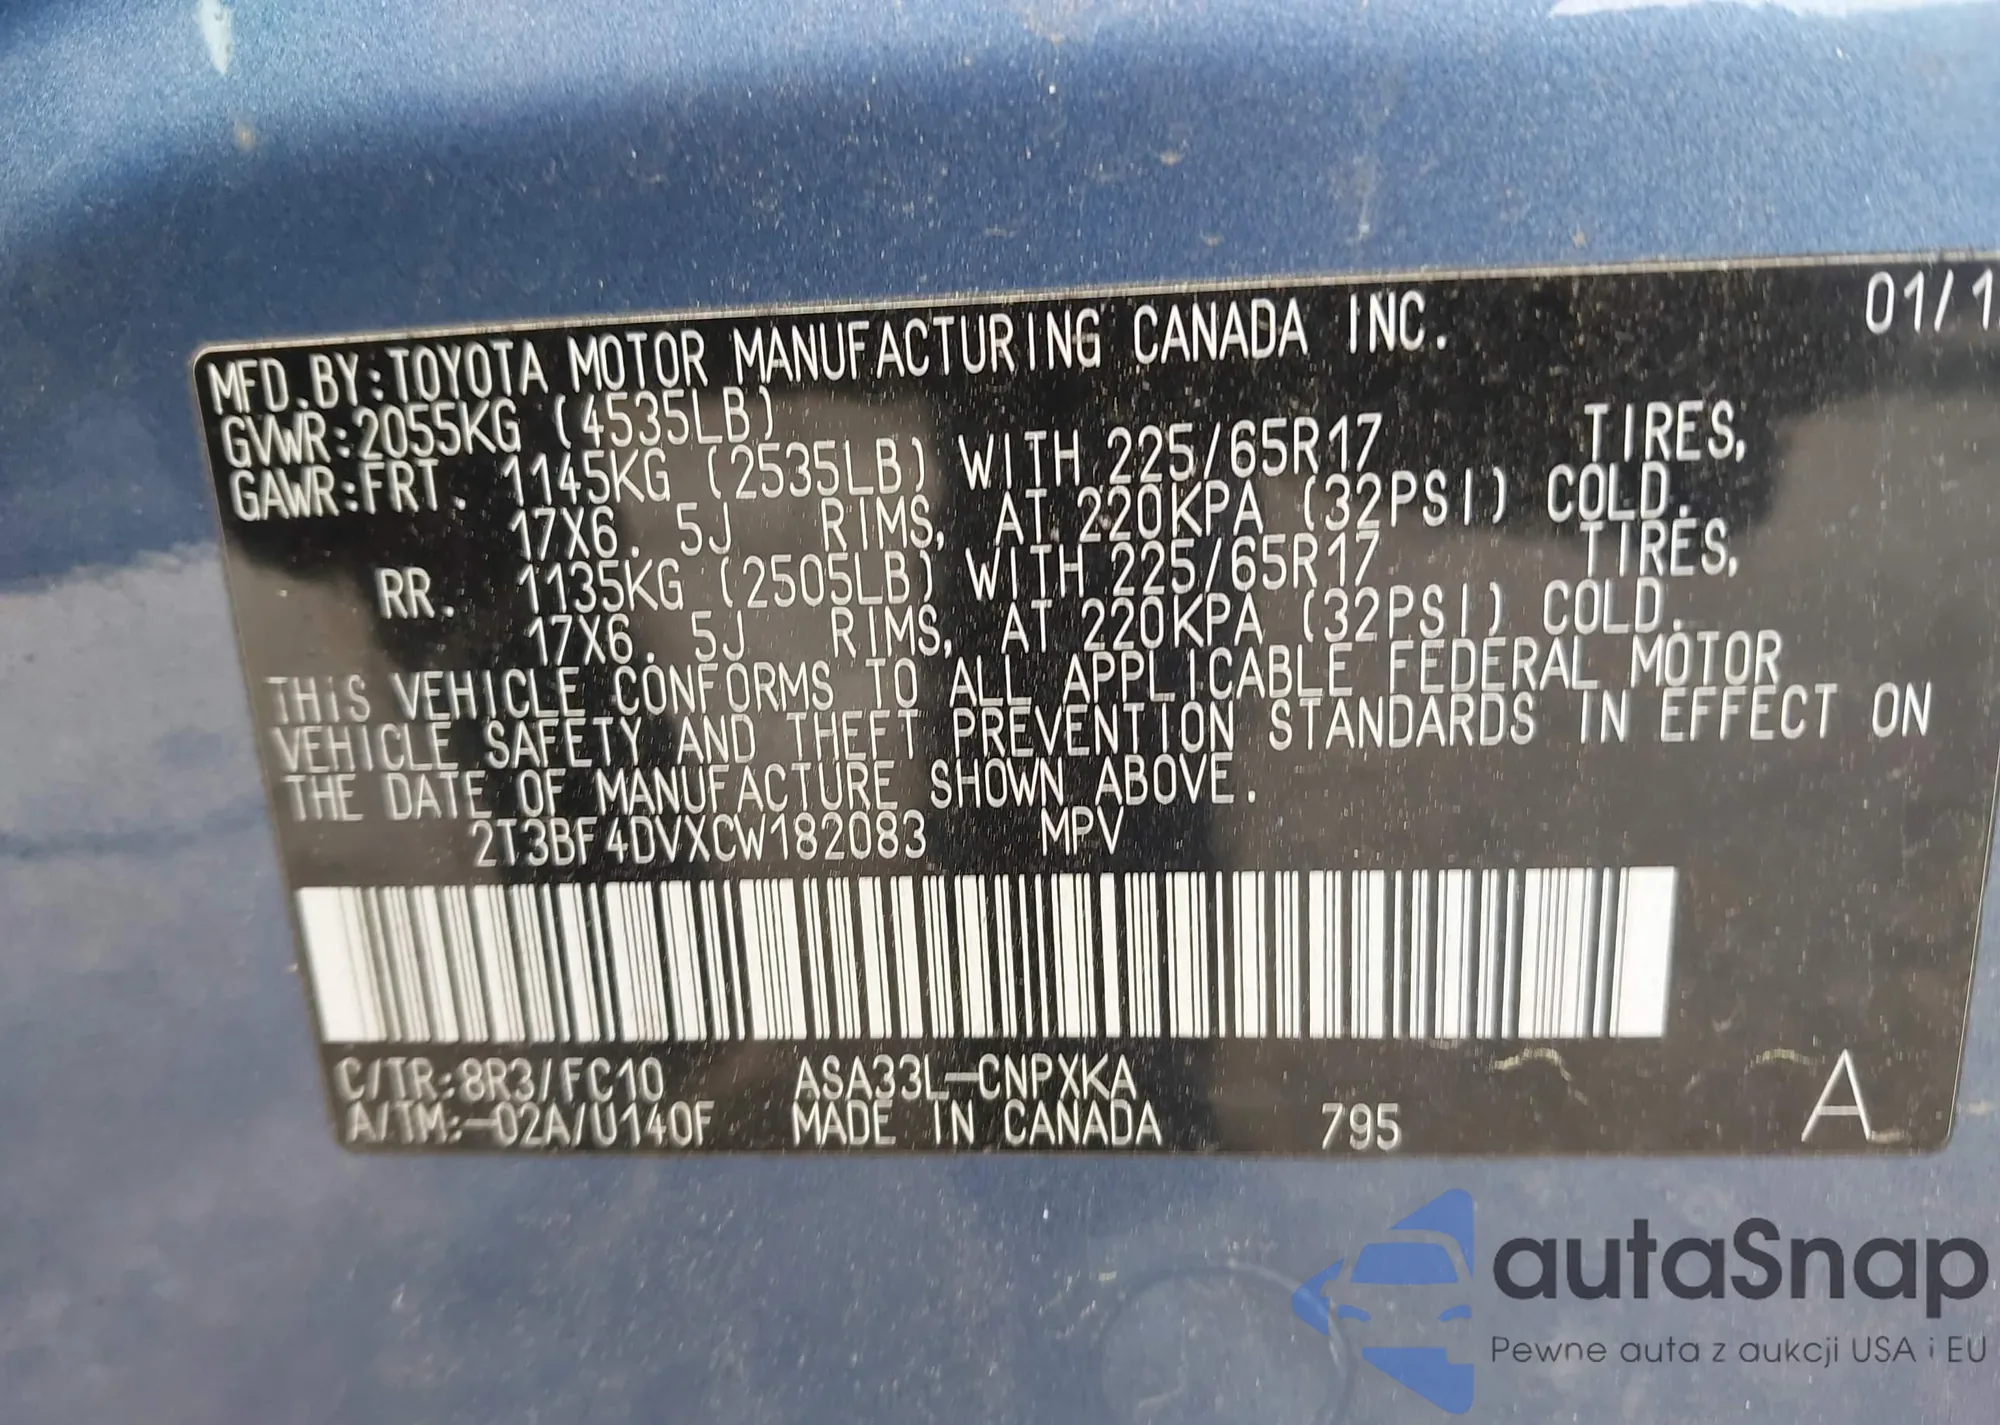 MFD.BY:TOYOTA MOTOR MANUFACTURING CANADA INC. 01/1
GVWR:2055KG (4535LB)
GAWR:FRT. 1145KG (2535LB) WITH 225/65R17 TIRES,
17X6.5J RIMS, AT 220KPA (32PSI) COLD.
RR. 1135KG (2505LB) WITH 225/65R17 TIRES,
17X6.5J RIMS, AT 220KPA (32PSI) COLD.
THIS VEHICLE CONFORMS TO ALL APPLICABLE FEDERAL MOTOR
VEHICLE SAFETY AND THEFT PREVENTION STANDARDS IN EFFECT ON
THE DATE OF MANUFACTURE SHOWN ABOVE.
2T3BF4DVXCW182083 MPV
C/TR:8R3/FC10 ASA33L-CNPXKA
A/TM:-02A/U140F MADE IN CANADA 795 A
autaSnap
Pewne auta z aukcji USA i EU